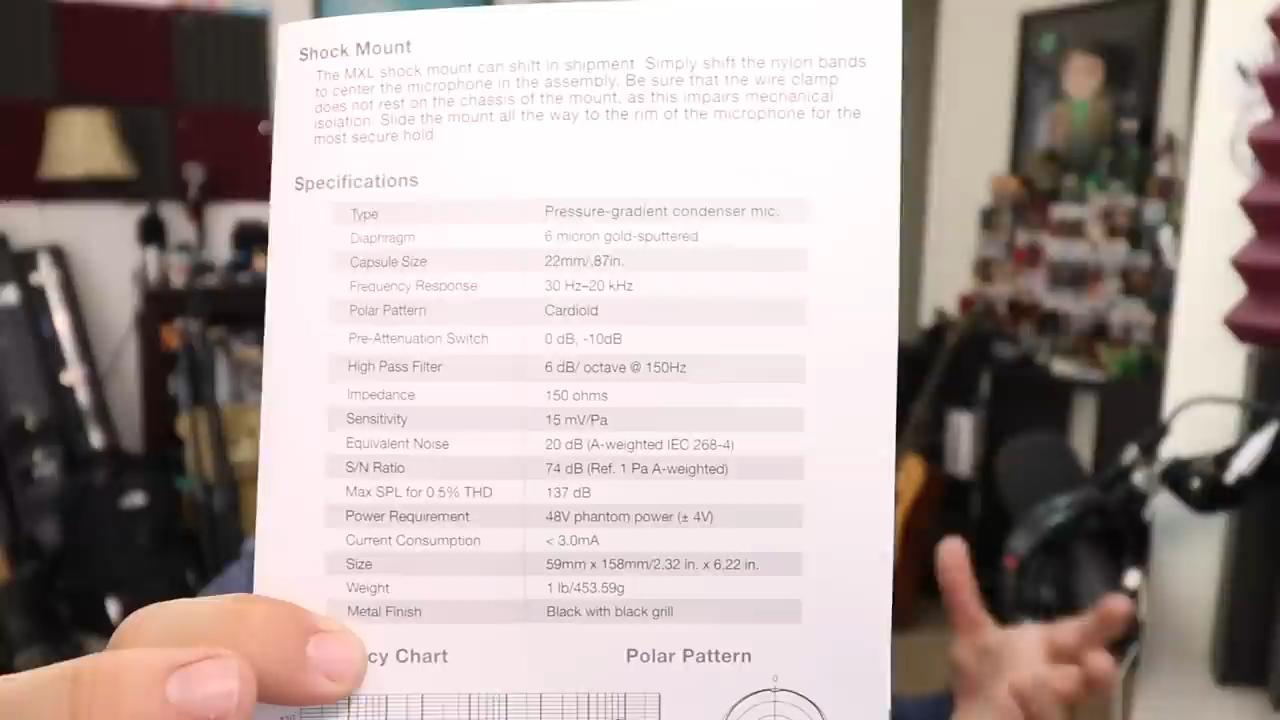 Shock Mount
The MXL shock mount can shift in shipment. Simply shift the nylon bands
to center the microphone in the assembly. Be sure that the wire clamp
does not rest on the chassis of the mount, as this impairs mechanical
isolation. Slide the mount all the way to the rim of the microphone for the
most secure hold.
Specifications
Type Pressure-gradient condenser mic.
Diaphragm 6 micron gold-sputtered
Capsule Size 22mm/.87in.
Frequency Response 30 Hz–20 kHz
Polar Pattern Cardioid
Pre-Attenuation Switch 0 dB, -10dB
High Pass Filter 6 dB/ octave @ 150Hz
Impedance 150 ohms
Sensitivity 15 mV/Pa
Equivalent Noise 20 dB (A-weighted IEC 268-4)
S/N Ratio 74 dB (Ref. 1 Pa A-weighted)
Max SPL for 0.5% THD 137 dB
Power Requirement 48V phantom power (± 4V)
Current Consumption < 3.0mA
Size 59mm x 158mm/2.32 in. x 6.22 in.
Weight 1 lb/453.59g
Metal Finish Black with black grill
cy Chart Polar Pattern
0